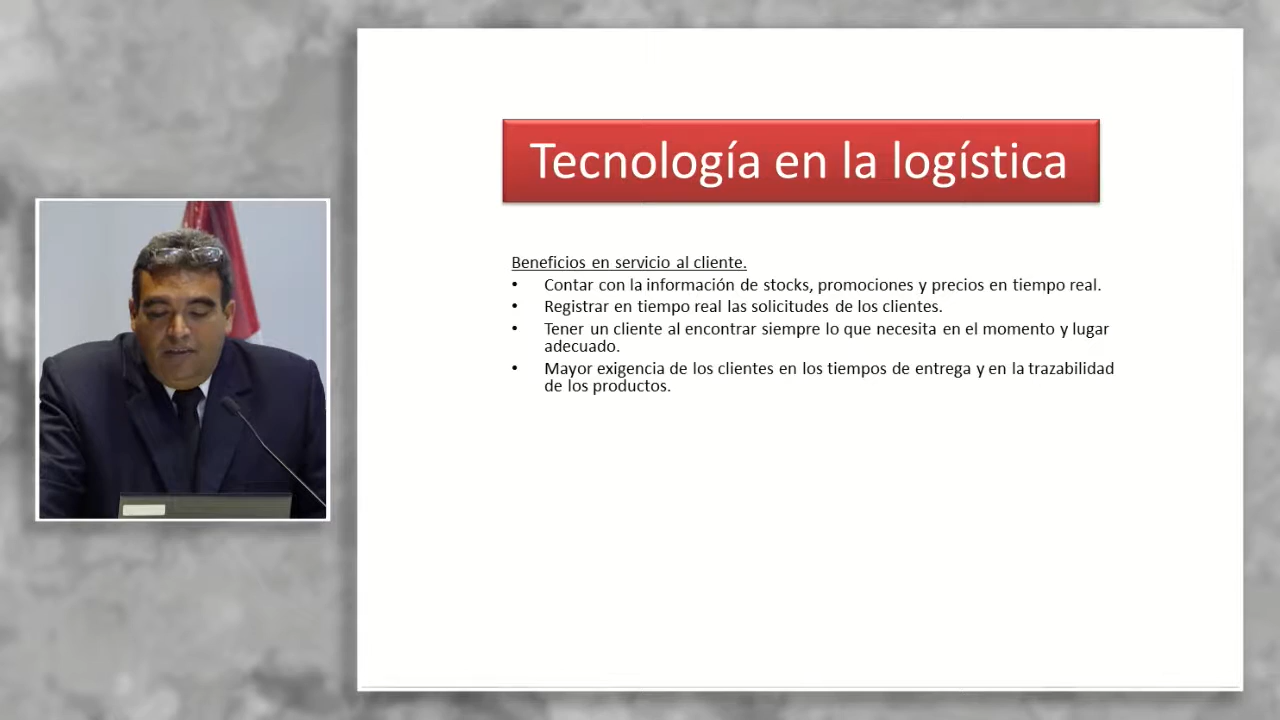 Tecnología en la logística
Beneficios en servicio al cliente.
• Contar con la información de stocks, promociones y precios en tiempo real.
• Registrar en tiempo real las solicitudes de los clientes.
• Tener un cliente al encontrar siempre lo que necesita en el momento y lugar
adecuado.
• Mayor exigencia de los clientes en los tiempos de entrega y en la trazabilidad
de los productos.